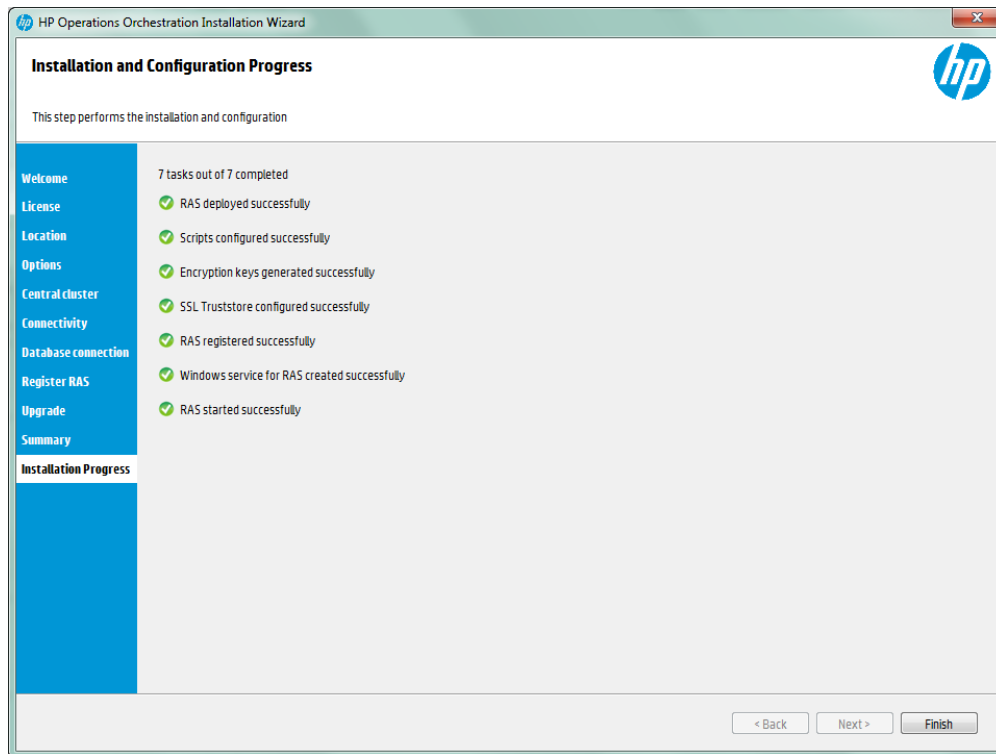 HP Operations Orchestration Installation Wizard
Installation and Configuration Progress
hp
This step performs the installation and configuration
Welcome
License
Location
Options
Central cluster
Connectivity
Database connection
Register RAS
Upgrade
Summary
Installation Progress
7 tasks out of 7 completed
RAS deployed successfully
Scripts configured successfully
Encryption keys generated successfully
SSL Truststore configured successfully
RAS registered successfully
Windows service for RAS created successfully
RAS started successfully
< Back
Next >
Finish